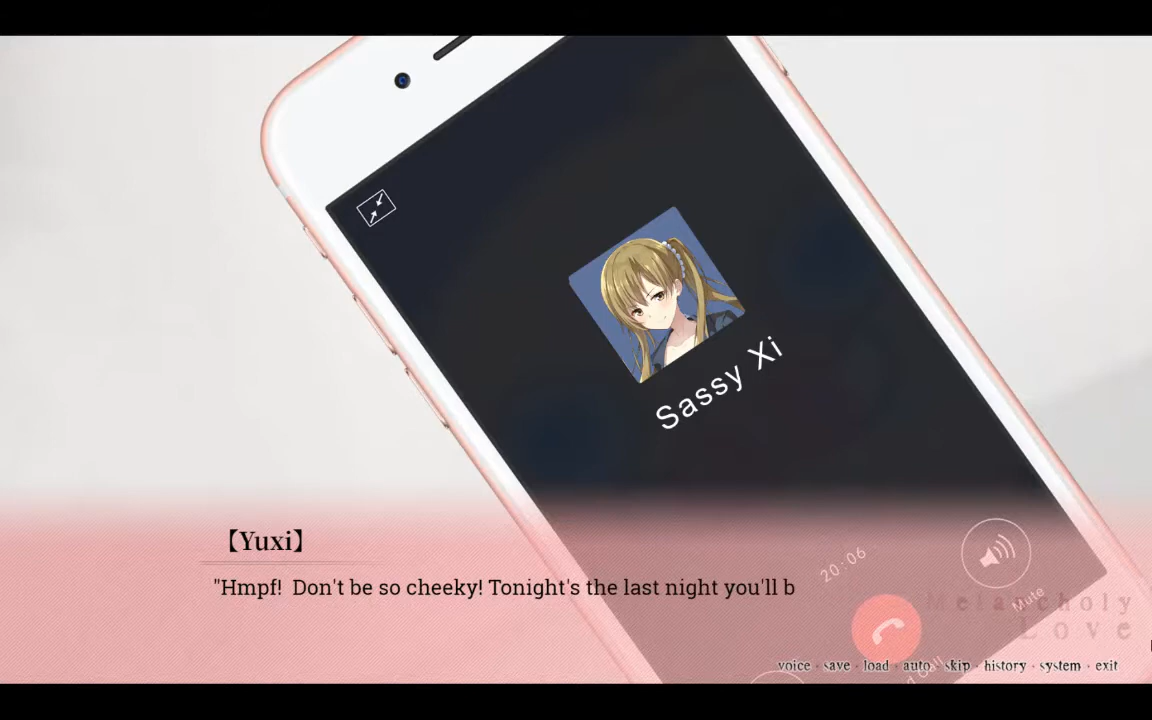 Sassy Xi
【Yuxi】
"Hmpf!  Don't be so cheeky! Tonight's the last night you'll b
20:06
Mute
Melancholy
Love
voice · save · load · auto · skip · history · system · exit